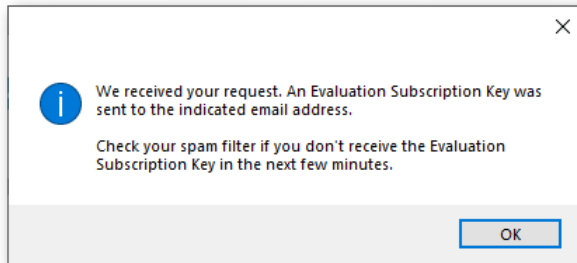 We received your request. An Evaluation Subscription Key was
sent to the indicated email address.
Check your spam filter if you don't receive the Evaluation
Subscription Key in the next few minutes.
OK